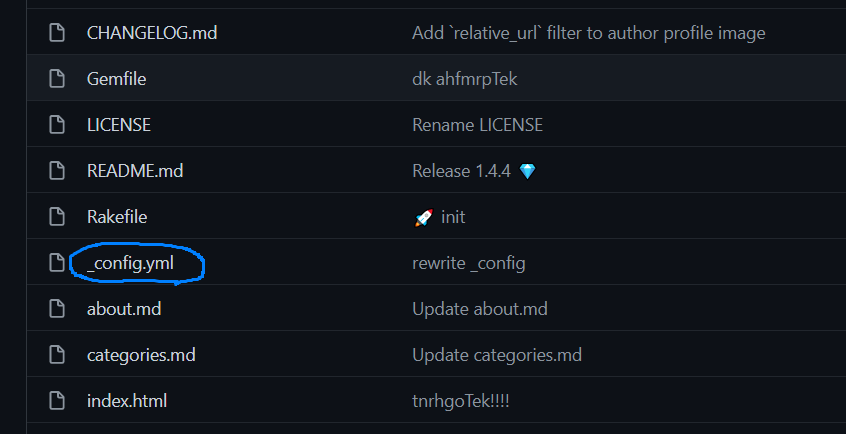 CHANGELOG.md Add `relative_url` filter to author profile image
Gemfile dk ahfmrpTek
LICENSE Rename LICENSE
README.md Release 1.4.4 💎
Rakefile 🚀 init
_config.yml rewrite _config
about.md Update about.md
categories.md Update categories.md
index.html tnrhgoTek!!!!